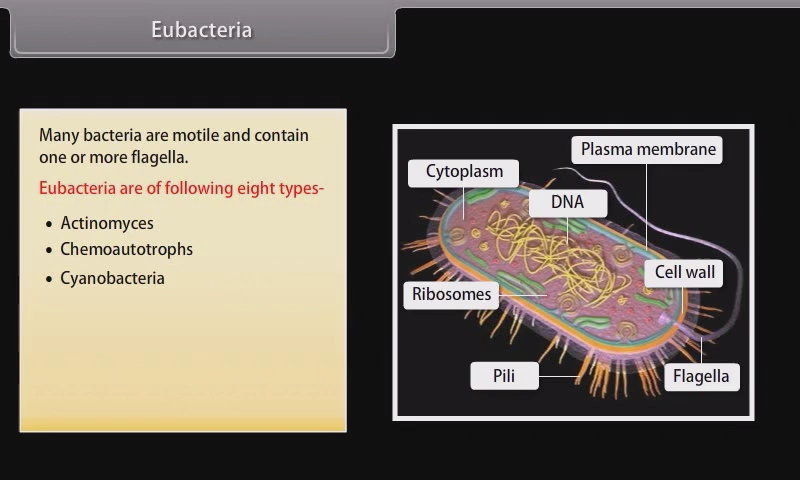 Eubacteria
Many bacteria are motile and contain
one or more flagella.
Eubacteria are of following eight types-
• Actinomyces
• Chemoautotrophs
• Cyanobacteria
Plasma membrane
Cytoplasm
DNA
Cell wall
Ribosomes
Pili
Flagella